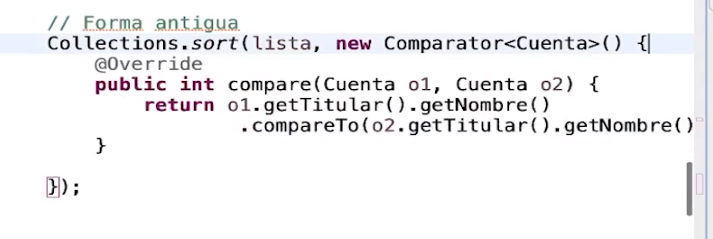 // Forma antigua
Collections.sort(lista, new Comparator<Cuenta>() {
@Override
public int compare(Cuenta o1, Cuenta o2) {
return o1.getTitular().getNombre()
.compareTo(o2.getTitular().getNombre()
}
});